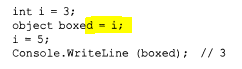 int i = 3;
object boxed = i;
i = 5;
Console.WriteLine (boxed);  // 3